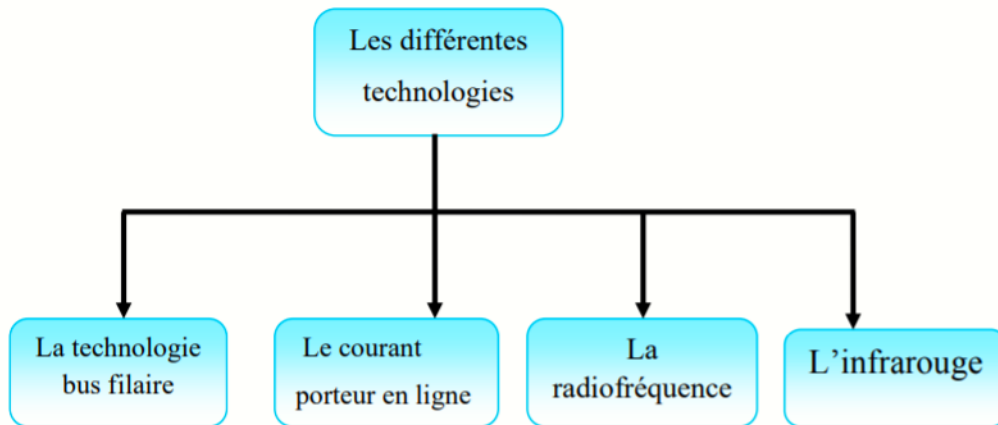 Les différentes
technologies
La technologie
bus filaire
Le courant
porteur en ligne
La
radiofréquence
L’infrarouge